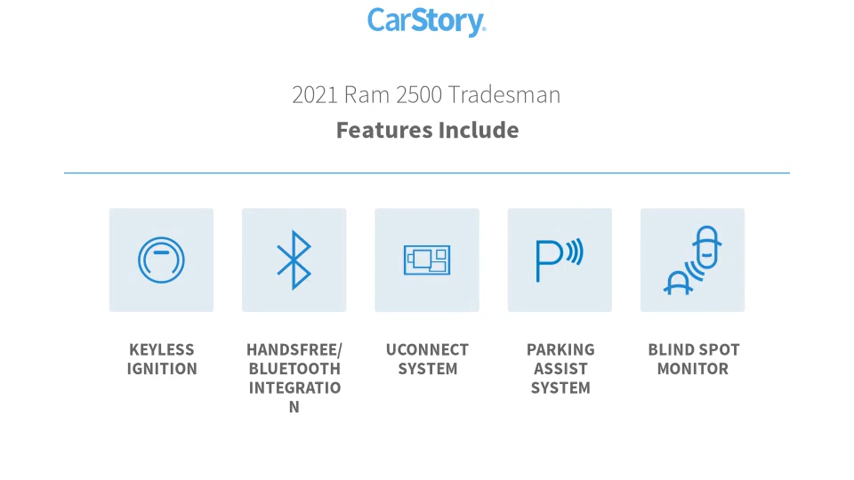 CarStory®
2021 Ram 2500 Tradesman
Features Include
KEYLESS
IGNITION
HANDSFREE/
BLUETOOTH
INTEGRATIO
N
UCONNECT
SYSTEM
P
PARKING
ASSIST
SYSTEM
BLIND SPOT
MONITOR